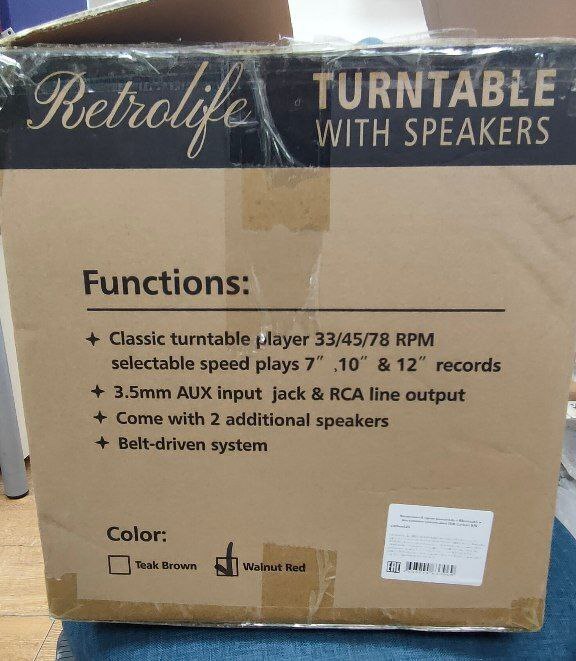 Retrolife
TURNTABLE
WITH SPEAKERS
Functions:
Classic turntable player 33/45/78 RPM
selectable speed plays 7″ ,10″ & 12″ records
3.5mm AUX input jack & RCA line output
Come with 2 additional speakers
Belt-driven system
Color:
Teak Brown
Walnut Red
EAC